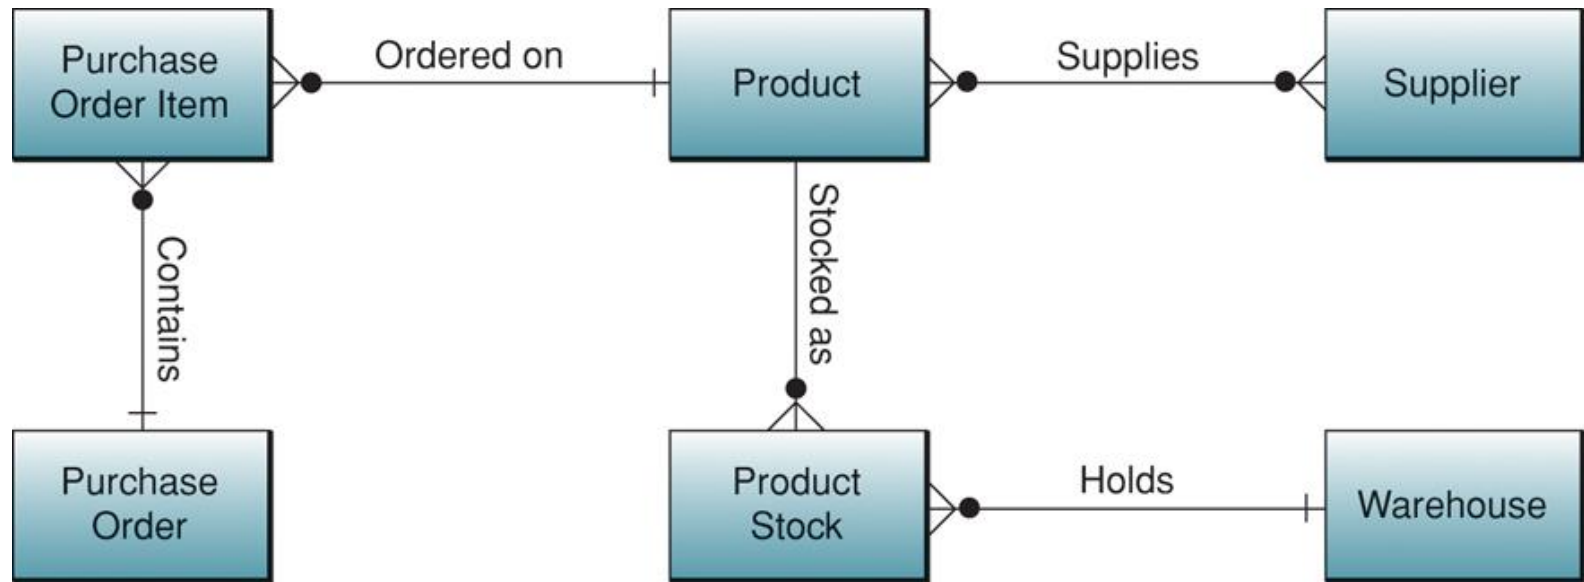 Purchase
Order Item
Ordered on
Product
Supplies
Supplier
Contains
Stocked as
Purchase
Order
Product
Stock
Holds
Warehouse